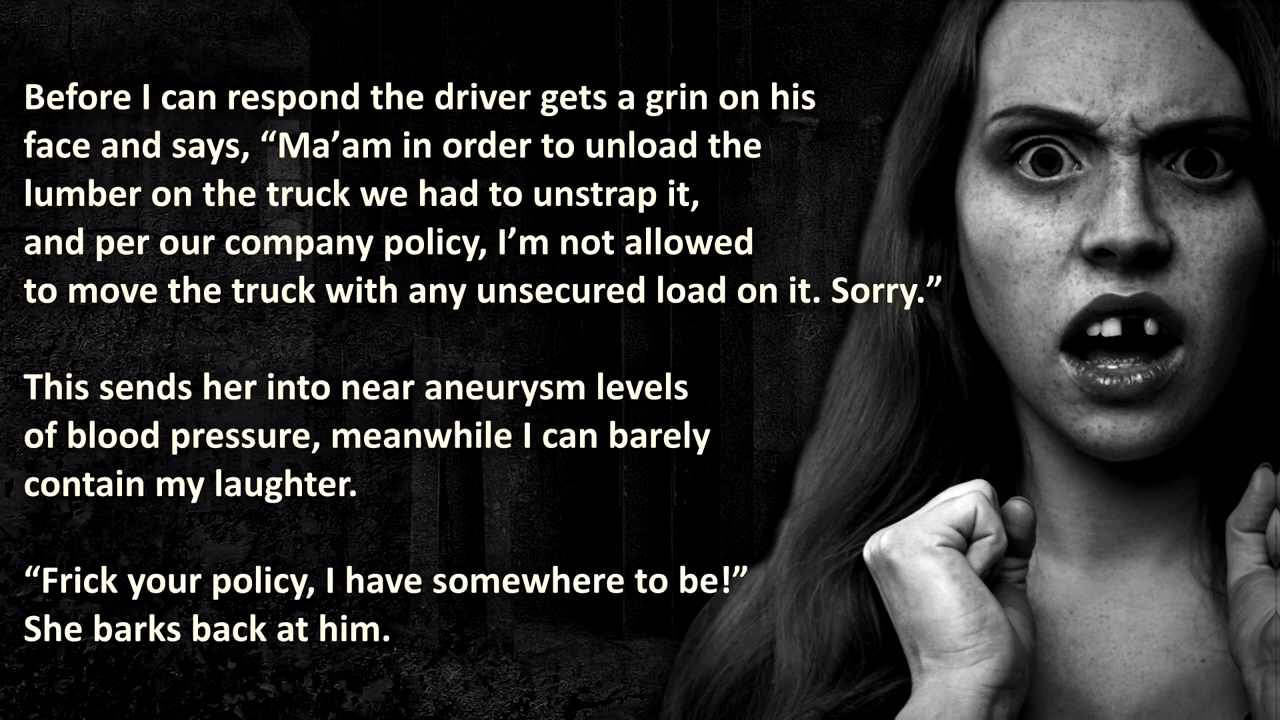 Before I can respond the driver gets a grin on his
face and says, “Ma’am in order to unload the
lumber on the truck we had to unstrap it,
and per our company policy, I’m not allowed
to move the truck with any unsecured load on it. Sorry.”
This sends her into near aneurysm levels
of blood pressure, meanwhile I can barely
contain my laughter.
“Frick your policy, I have somewhere to be!”
She barks back at him.